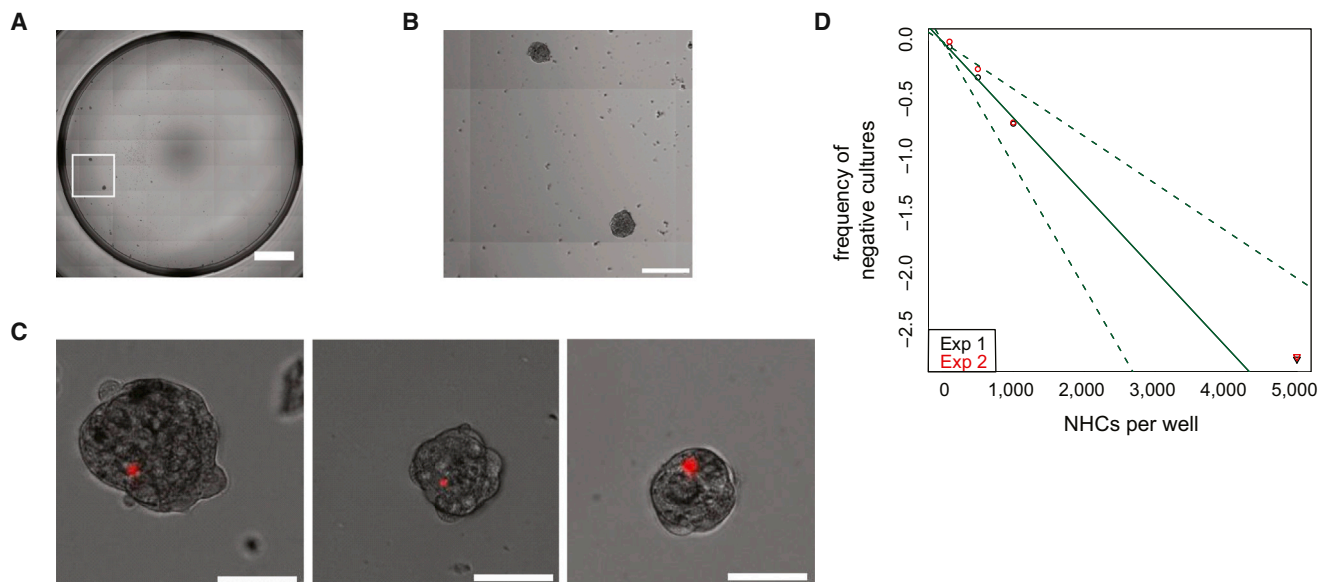 A
B
D
0.0
−0.5
−1.0
−1.5
−2.0
−2.5
frequency of
negative cultures
Exp 1
Exp 2
0
1,000
2,000
3,000
4,000
5,000
NHCs per well
C